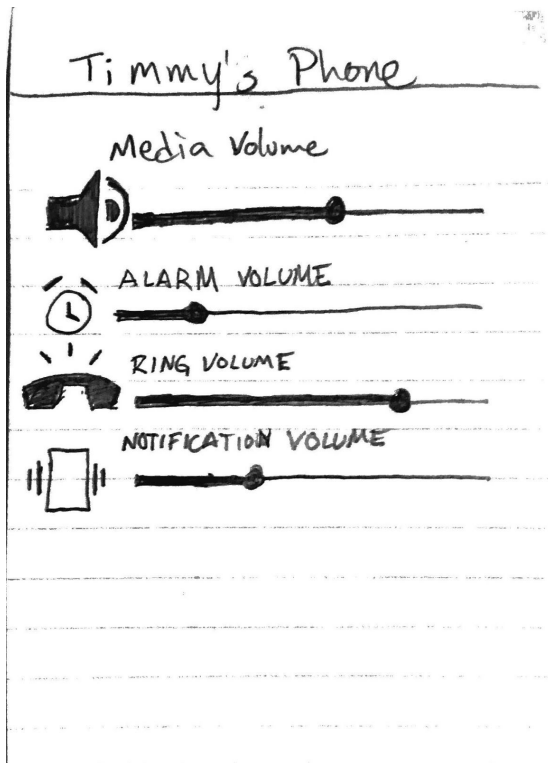 Timmy's Phone
Media Volume
ALARM VOLUME
RING VOLUME
NOTIFICATION VOLUME